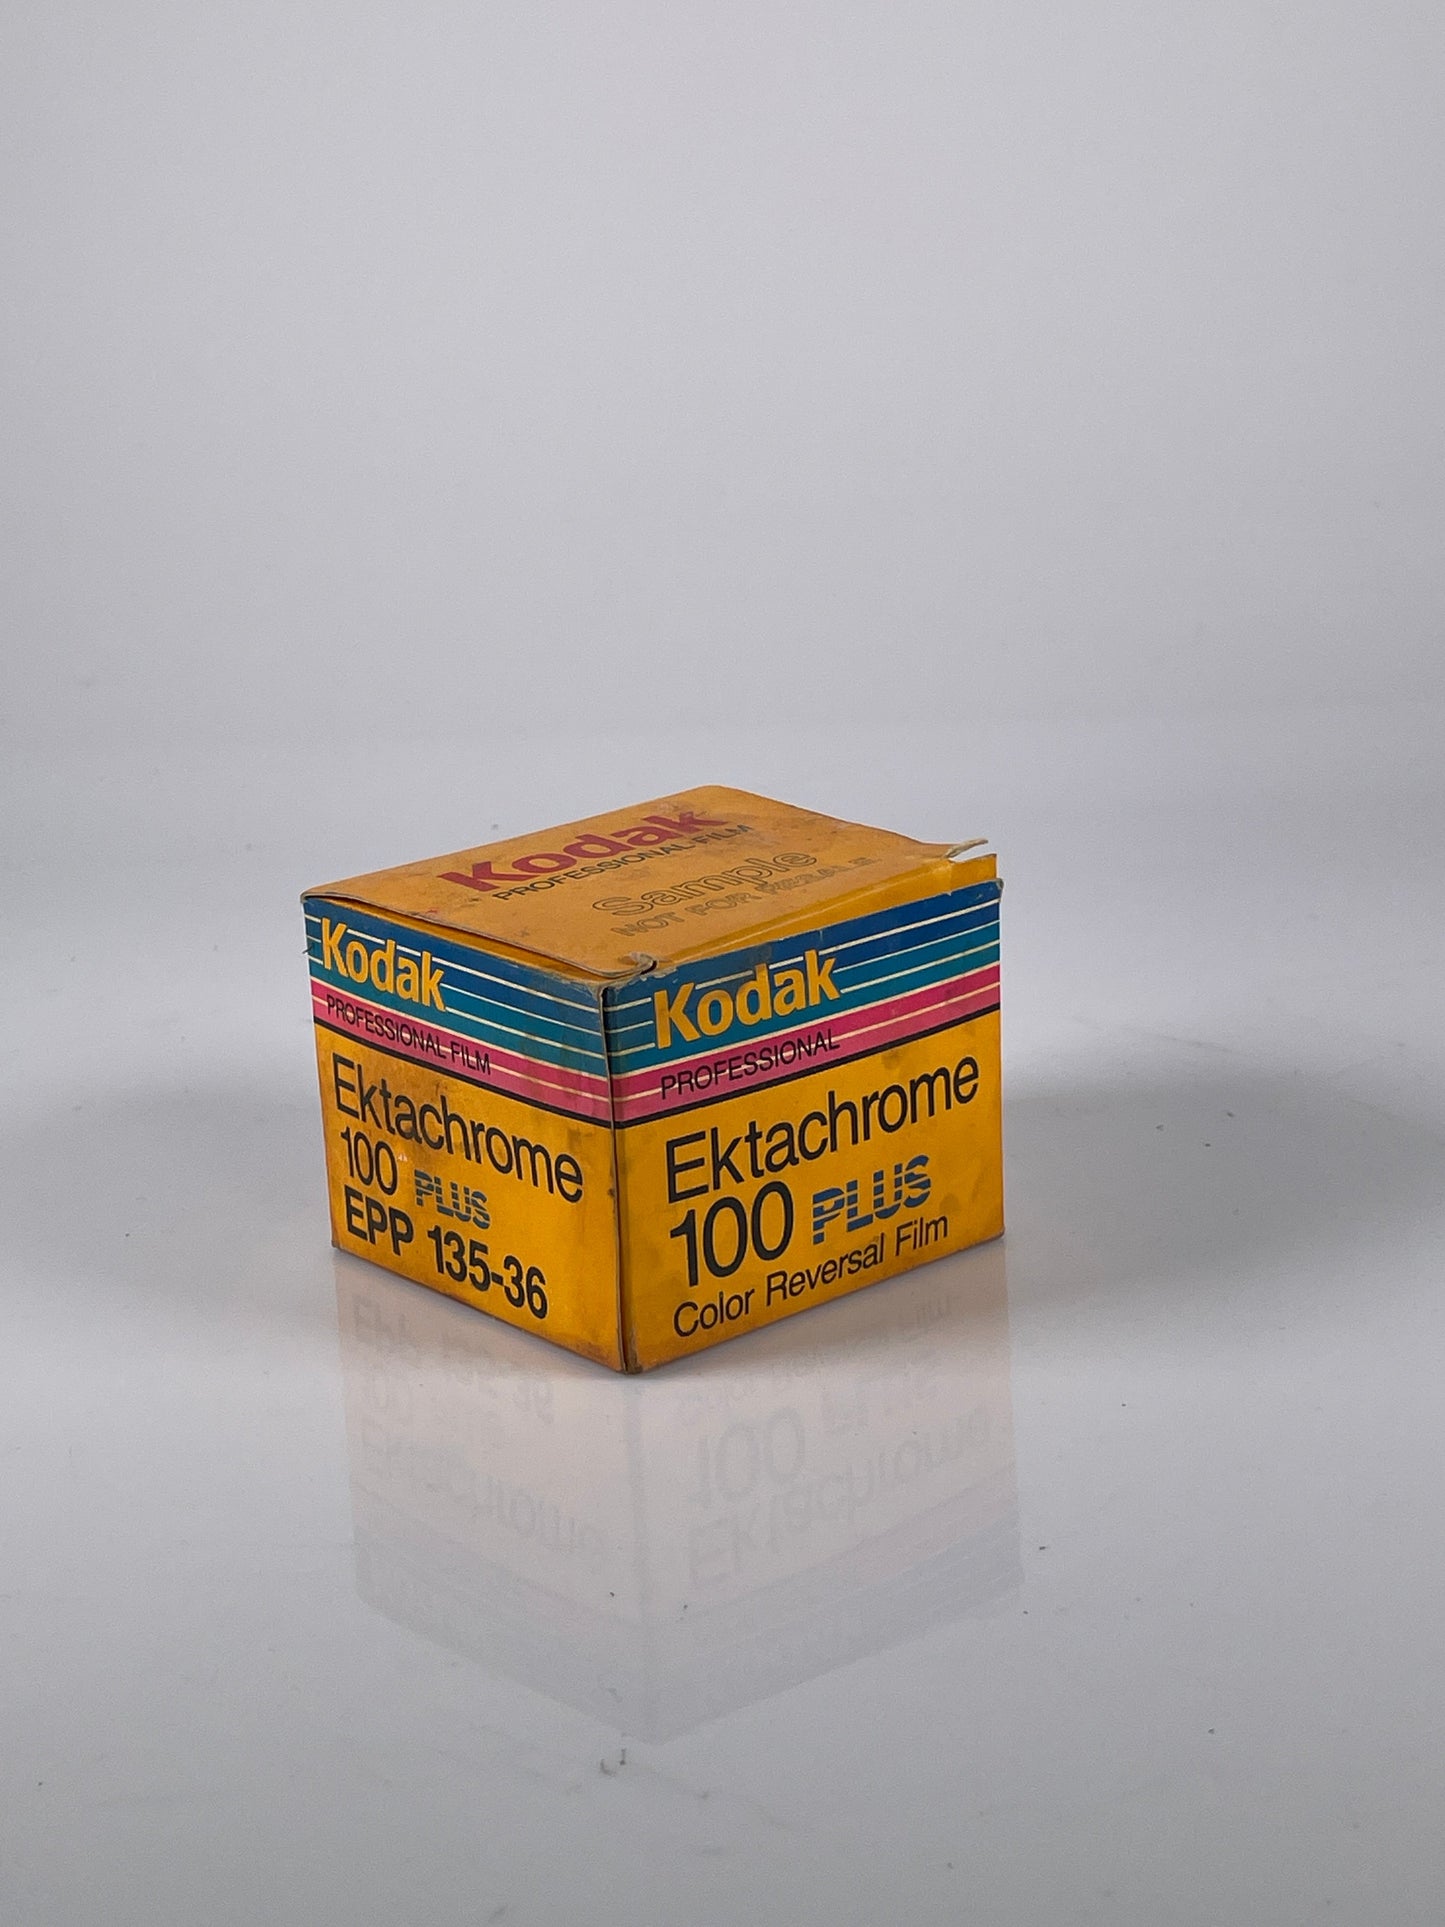 Kodak
PROFESSIONAL FILM
Sample
NOT FOR RESALE
Kodak
PROFESSIONAL FILM
Ektachrome
100 PLUS
EPP 135-36
Kodak
PROFESSIONAL
Ektachrome
100 PLUS
Color Reversal Film